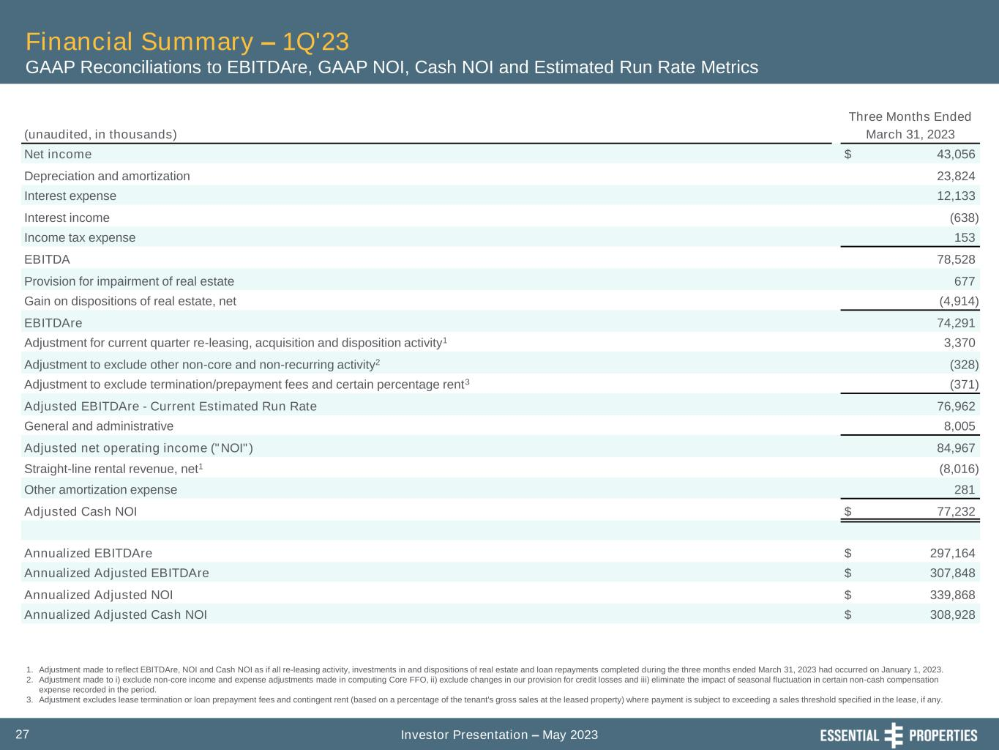 Financial Summary – 1Q'23
GAAP Reconciliations to EBITDAre, GAAP NOI, Cash NOI and Estimated Run Rate Metrics
Three Months Ended
(unaudited, in thousands) March 31, 2023
Net income $ 43,056
Depreciation and amortization 23,824
Interest expense 12,133
Interest income (638)
Income tax expense 153
EBITDA 78,528
Provision for impairment of real estate 677
Gain on dispositions of real estate, net (4,914)
EBITDAre 74,291
Adjustment for current quarter re-leasing, acquisition and disposition activity1 3,370
Adjustment to exclude other non-core and non-recurring activity2 (328)
Adjustment to exclude termination/prepayment fees and certain percentage rent3 (371)
Adjusted EBITDAre - Current Estimated Run Rate 76,962
General and administrative 8,005
Adjusted net operating income ("NOI") 84,967
Straight-line rental revenue, net1 (8,016)
Other amortization expense 281
Adjusted Cash NOI $ 77,232
Annualized EBITDAre $ 297,164
Annualized Adjusted EBITDAre $ 307,848
Annualized Adjusted NOI $ 339,868
Annualized Adjusted Cash NOI $ 308,928
1. Adjustment made to reflect EBITDAre, NOI and Cash NOI as if all re-leasing activity, investments in and dispositions of real estate and loan repayments completed during the three months ended March 31, 2023 had occurred on January 1, 2023.
2. Adjustment made to i) exclude non-core income and expense adjustments made in computing Core FFO, ii) exclude changes in our provision for credit losses and iii) eliminate the impact of seasonal fluctuation in certain non-cash compensation
expense recorded in the period.
3. Adjustment excludes lease termination or loan prepayment fees and contingent rent (based on a percentage of the tenant's gross sales at the leased property) where payment is subject to exceeding a sales threshold specified in the lease, if any.
27 Investor Presentation – May 2023 ESSENTIAL PROPERTIES